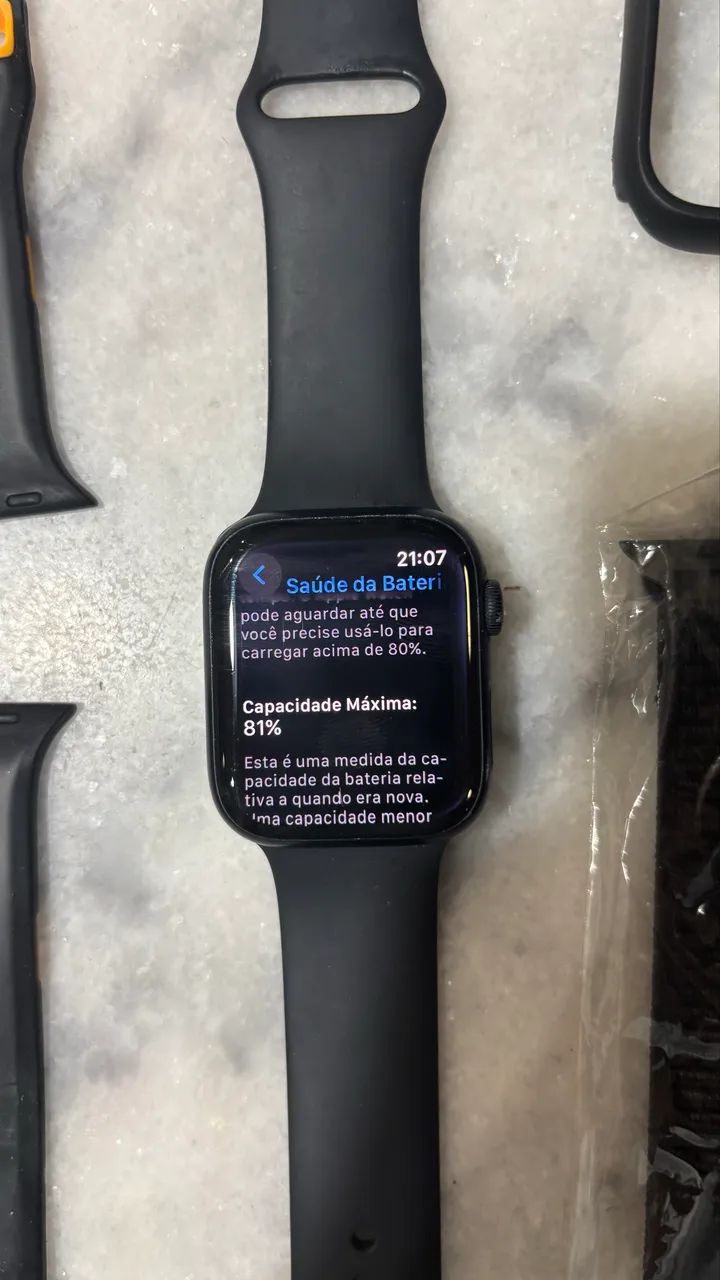 21:07
Saúde da Bateri
pode aguardar até que
você precise usá-lo para
carregar acima de 80%.
Capacidade Máxima:
81%
Esta é uma medida da ca-
pacidade da bateria rela-
tiva a quando era nova.
Uma capacidade menor